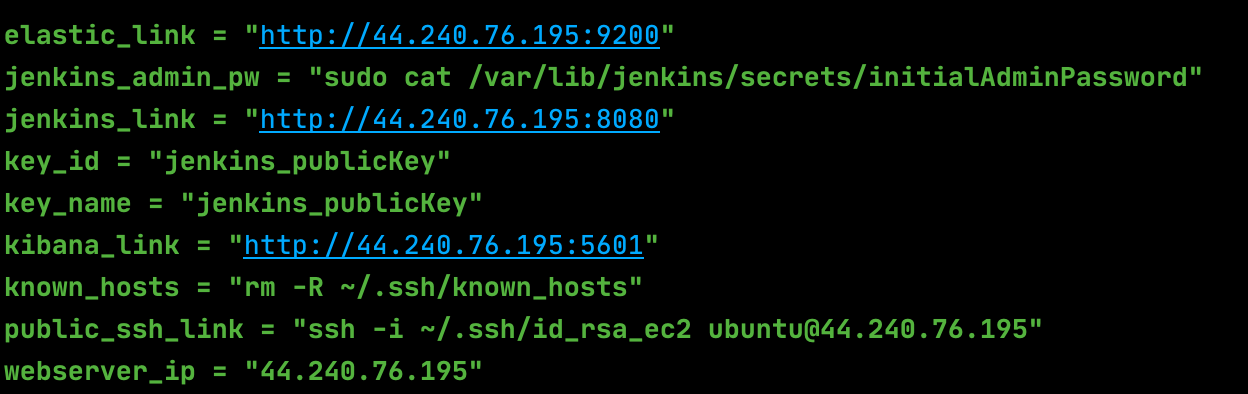 elastic_link = "http://44.240.76.195:9200"
jenkins_admin_pw = "sudo cat /var/lib/jenkins/secrets/initialAdminPassword"
jenkins_link = "http://44.240.76.195:8080"
key_id = "jenkins_publicKey"
key_name = "jenkins_publicKey"
kibana_link = "http://44.240.76.195:5601"
known_hosts = "rm -R ~/.ssh/known_hosts"
public_ssh_link = "ssh -i ~/.ssh/id_rsa_ec2 ubuntu@44.240.76.195"
webserver_ip = "44.240.76.195"